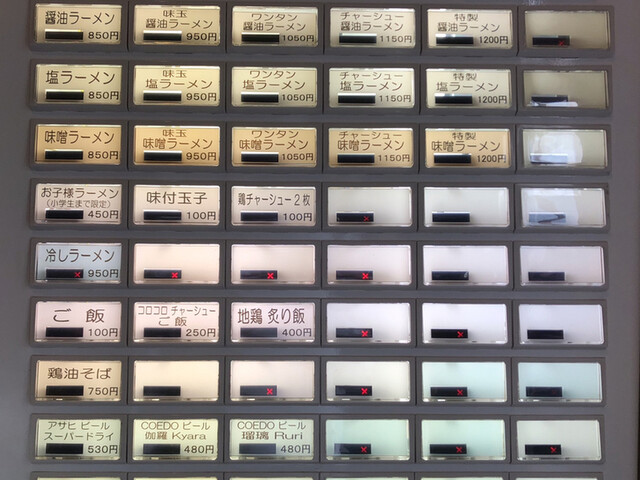 醤油ラーメン
850円
味玉
醤油ラーメン
950円
ワンタン
醤油ラーメン
1050円
チャーシュー
醤油ラーメン
1150円
特製
醤油ラーメン
1200円
塩ラーメン
850円
味玉
塩ラーメン
950円
ワンタン
塩ラーメン
1050円
チャーシュー
塩ラーメン
1150円
特製
塩ラーメン
1200円
味噌ラーメン
850円
味玉
味噌ラーメン
950円
ワンタン
味噌ラーメン
1050円
チャーシュー
味噌ラーメン
1150円
特製
味噌ラーメン
1200円
お子様ラーメン
(小学生まで限定)
450円
味付玉子
100円
鶏チャーシュー2枚
100円
冷しラーメン
950円
ご飯
100円
コロコロチャーシュー
ご飯
250円
地鶏 炙り飯
400円
鶏油そば
750円
アサヒ ビール
スーパードライ
530円
COEDO ビール
伽羅 Kyara
480円
COEDO ビール
瑠璃 Ruri
480円